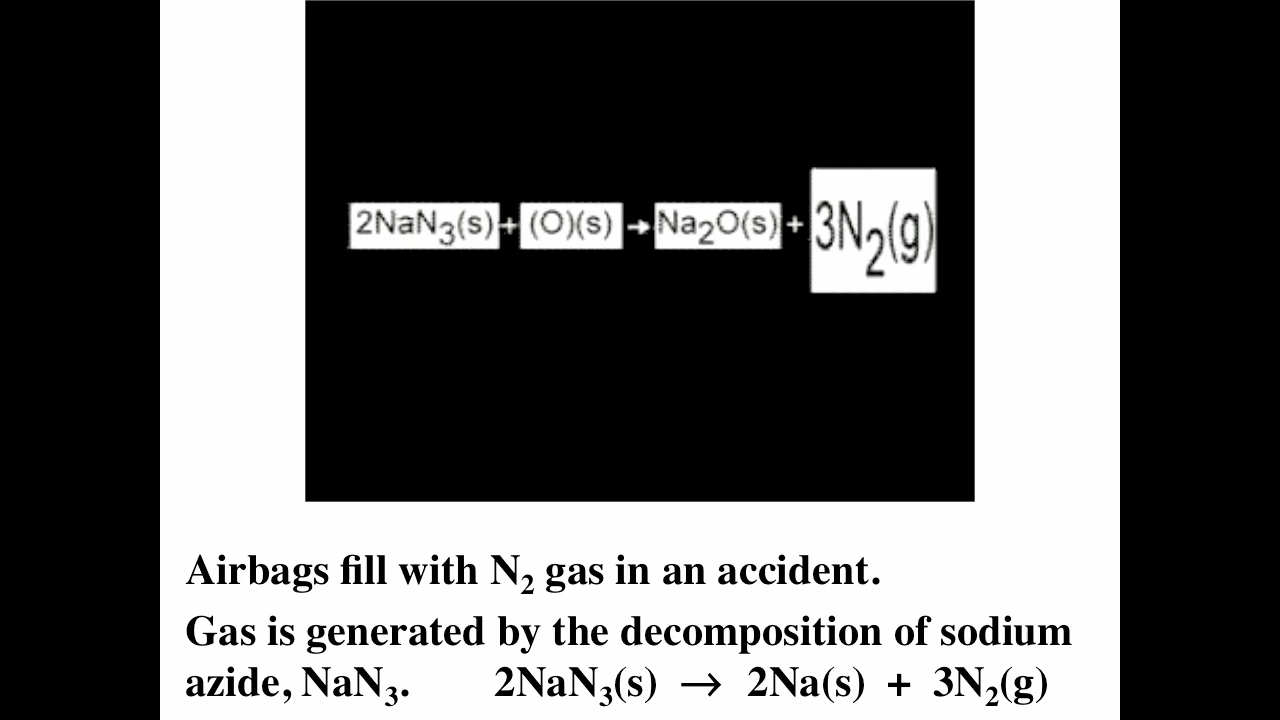 2NaN₃(s) + (O)(s) → Na₂O(s) + 3N₂(g)
Airbags fill with N₂ gas in an accident.
Gas is generated by the decomposition of sodium
azide, NaN₃. 2NaN₃(s) → 2Na(s) + 3N₂(g)